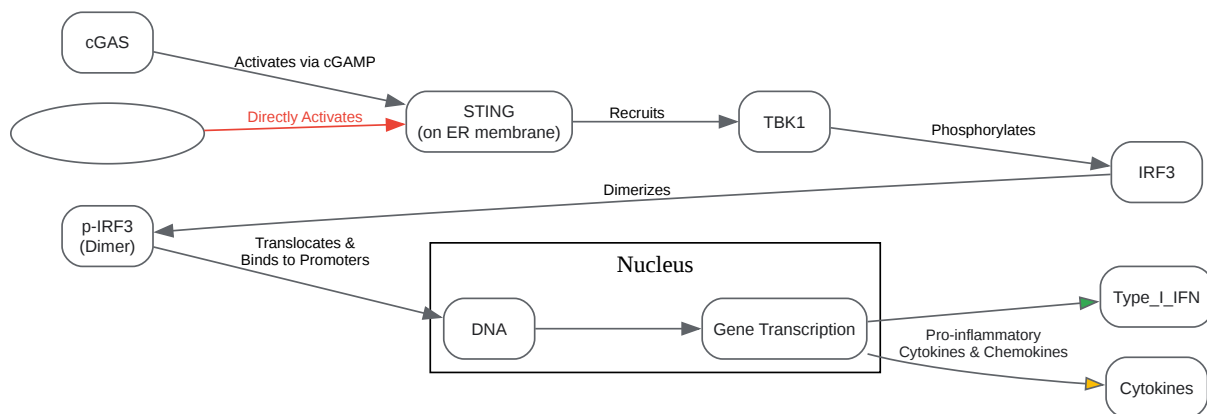 cGAS
Activates via cGAMP
Directly Activates
STING
(on ER membrane)
Recruits
TBK1
Phosphorylates
IRF3
Dimerizes
p-IRF3
(Dimer)
Translocates &
Binds to Promoters
Nucleus
DNA
Gene Transcription
Type_I_IFN
Pro-inflammatory
Cytokines & Chemokines
Cytokines